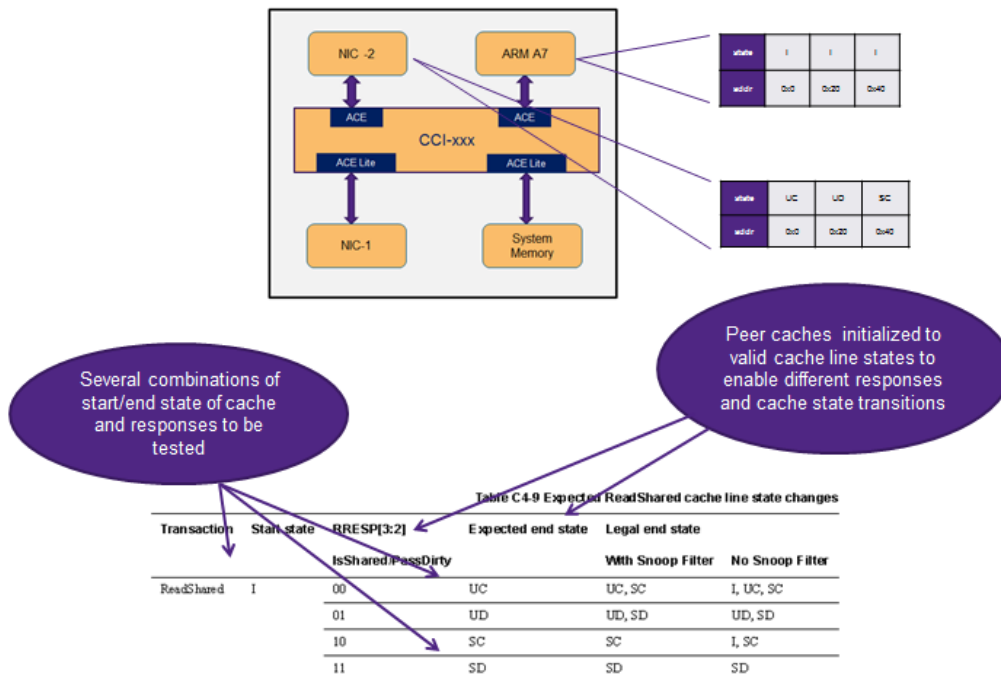 NIC -2
ARM A7
ACE
ACE
CCI-xxx
ACE Lite
ACE Lite
NIC-1
System
Memory
state I I I
addr 0x0 0x20 0x40
state UC UD SC
addr 0x0 0x20 0x40
Several combinations of
start/end state of cache
and responses to be
tested
Peer caches initialized to
valid cache line states to
enable different responses
and cache state transitions
Table C4-9 Expected ReadShared cache line state changes
Transaction Start state RRESP[3:2] Expected end state Legal end state
IsShared/PassDirty With Snoop Filter No Snoop Filter
ReadShared I 00 UC UC, SC I, UC, SC
01 UD UD, SD UD, SD
10 SC SC I, SC
11 SD SD SD